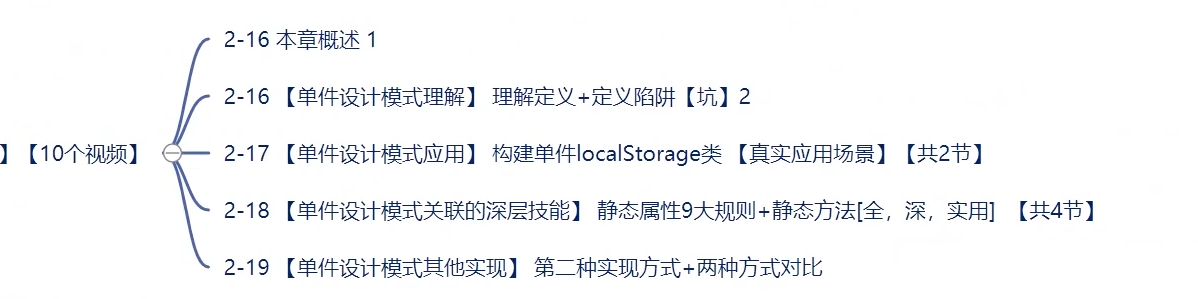 2-16 本章概述 1
2-16 【单件设计模式理解】 理解定义+定义陷阱【坑】2
】【10个视频】
2-17 【单件设计模式应用】 构建单件localStorage类 【真实应用场景】【共2节】
2-18 【单件设计模式关联的深层技能】 静态属性9大规则+静态方法[全，深，实用] 【共4节】
2-19 【单件设计模式其他实现】 第二种实现方式+两种方式对比